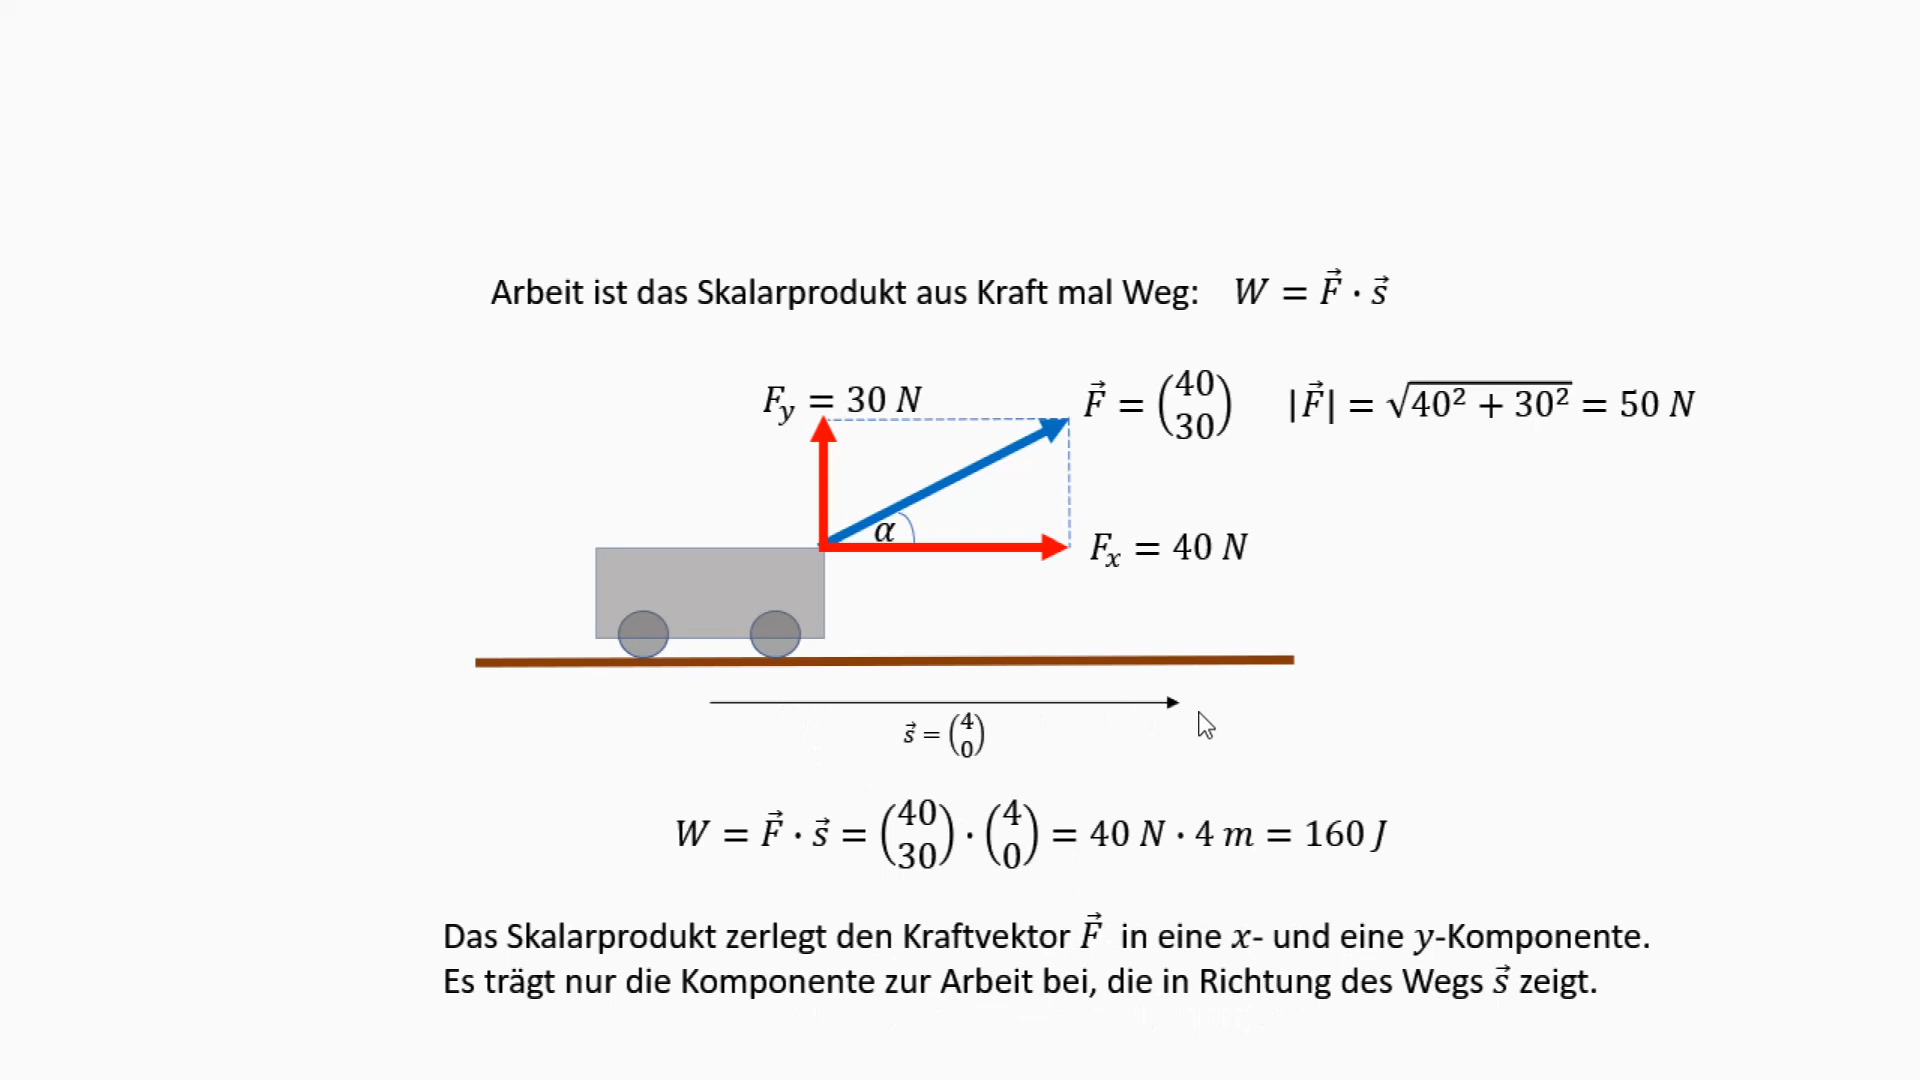 Arbeit ist das Skalarprodukt aus Kraft mal Weg: W = F⃗ · s⃗
F_y = 30 N
F⃗ = (40 30)
|F⃗| = √(40² + 30²) = 50 N
α
F_x = 40 N
s⃗ = (4 0)
W = F⃗ · s⃗ = (40 30) · (4 0) = 40 N · 4 m = 160 J
Das Skalarprodukt zerlegt den Kraftvektor F⃗ in eine x- und eine y-Komponente.
Es trägt nur die Komponente zur Arbeit bei, die in Richtung des Wegs s⃗ zeigt.